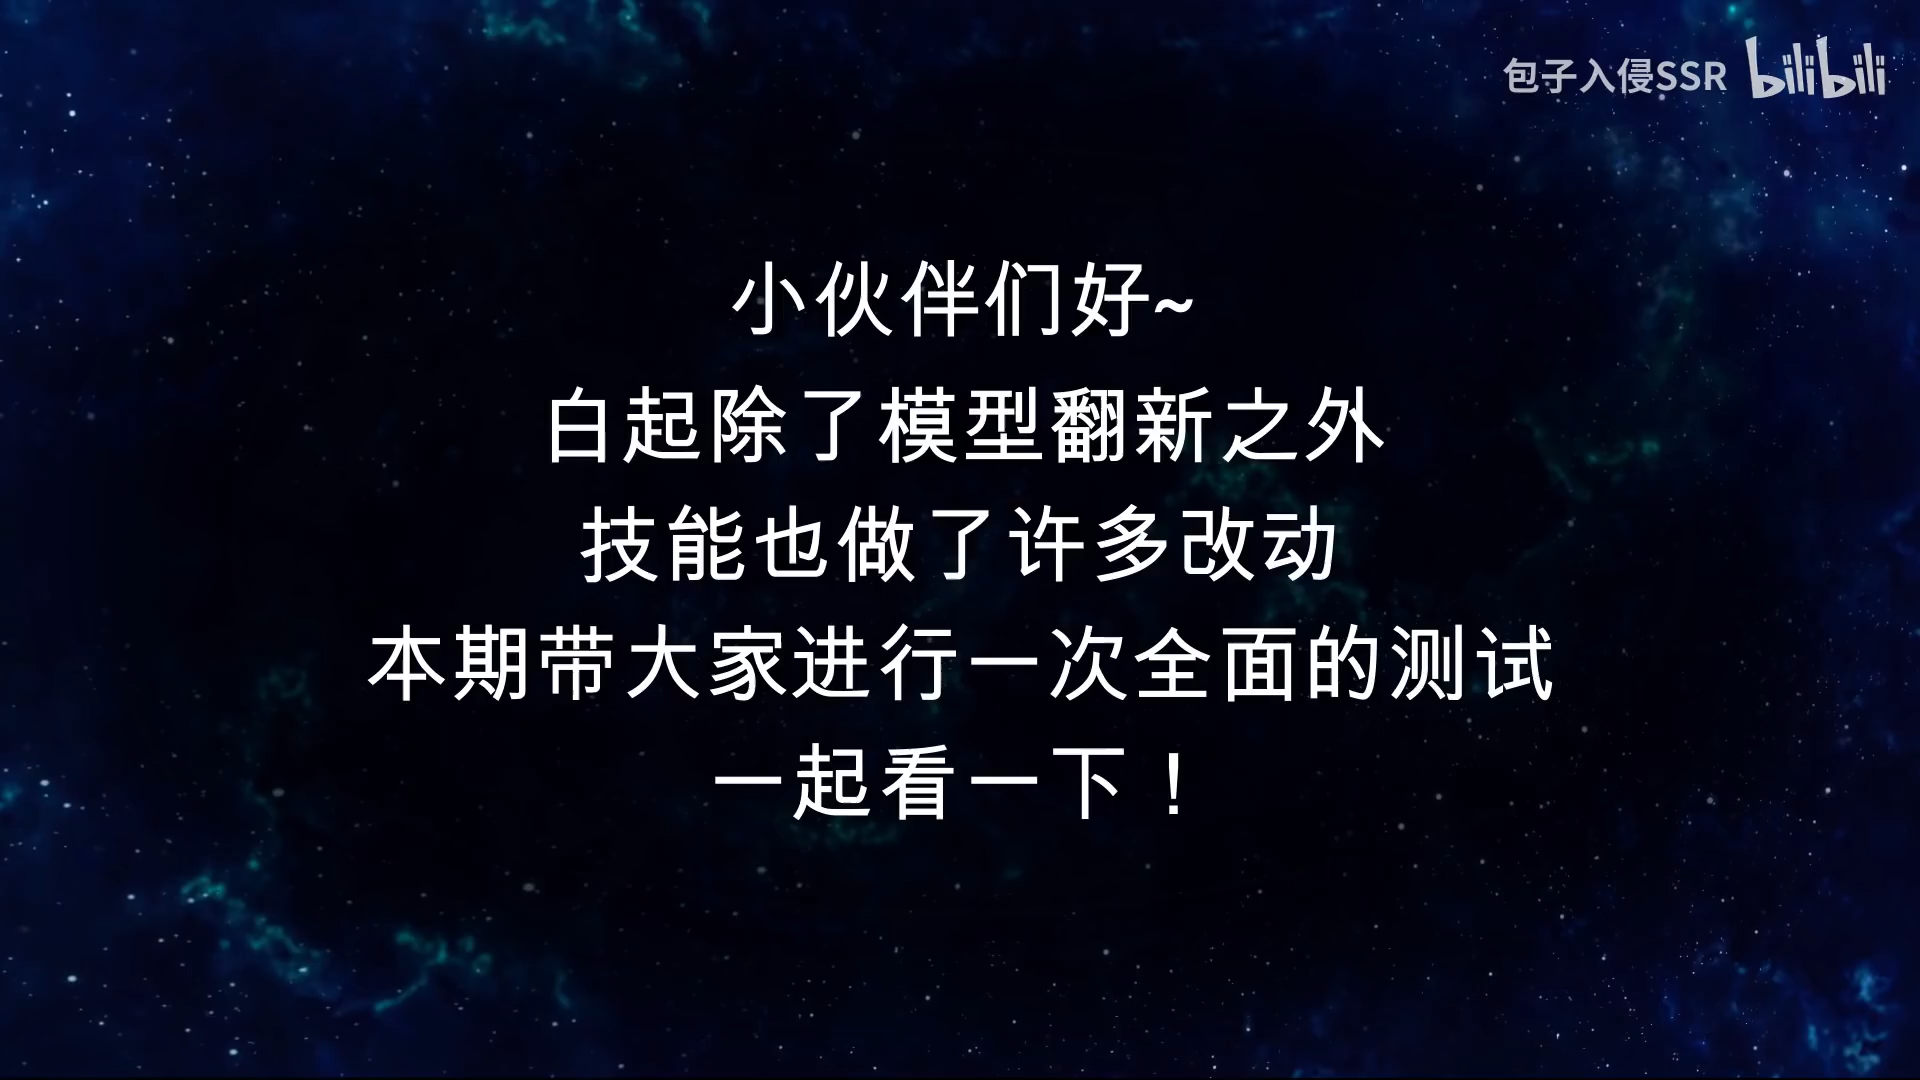 包子入侵SSR bilibili
小伙伴们好~
白起除了模型翻新之外
技能也做了许多改动
本期带大家进行一次全面的测试
一起看一下！